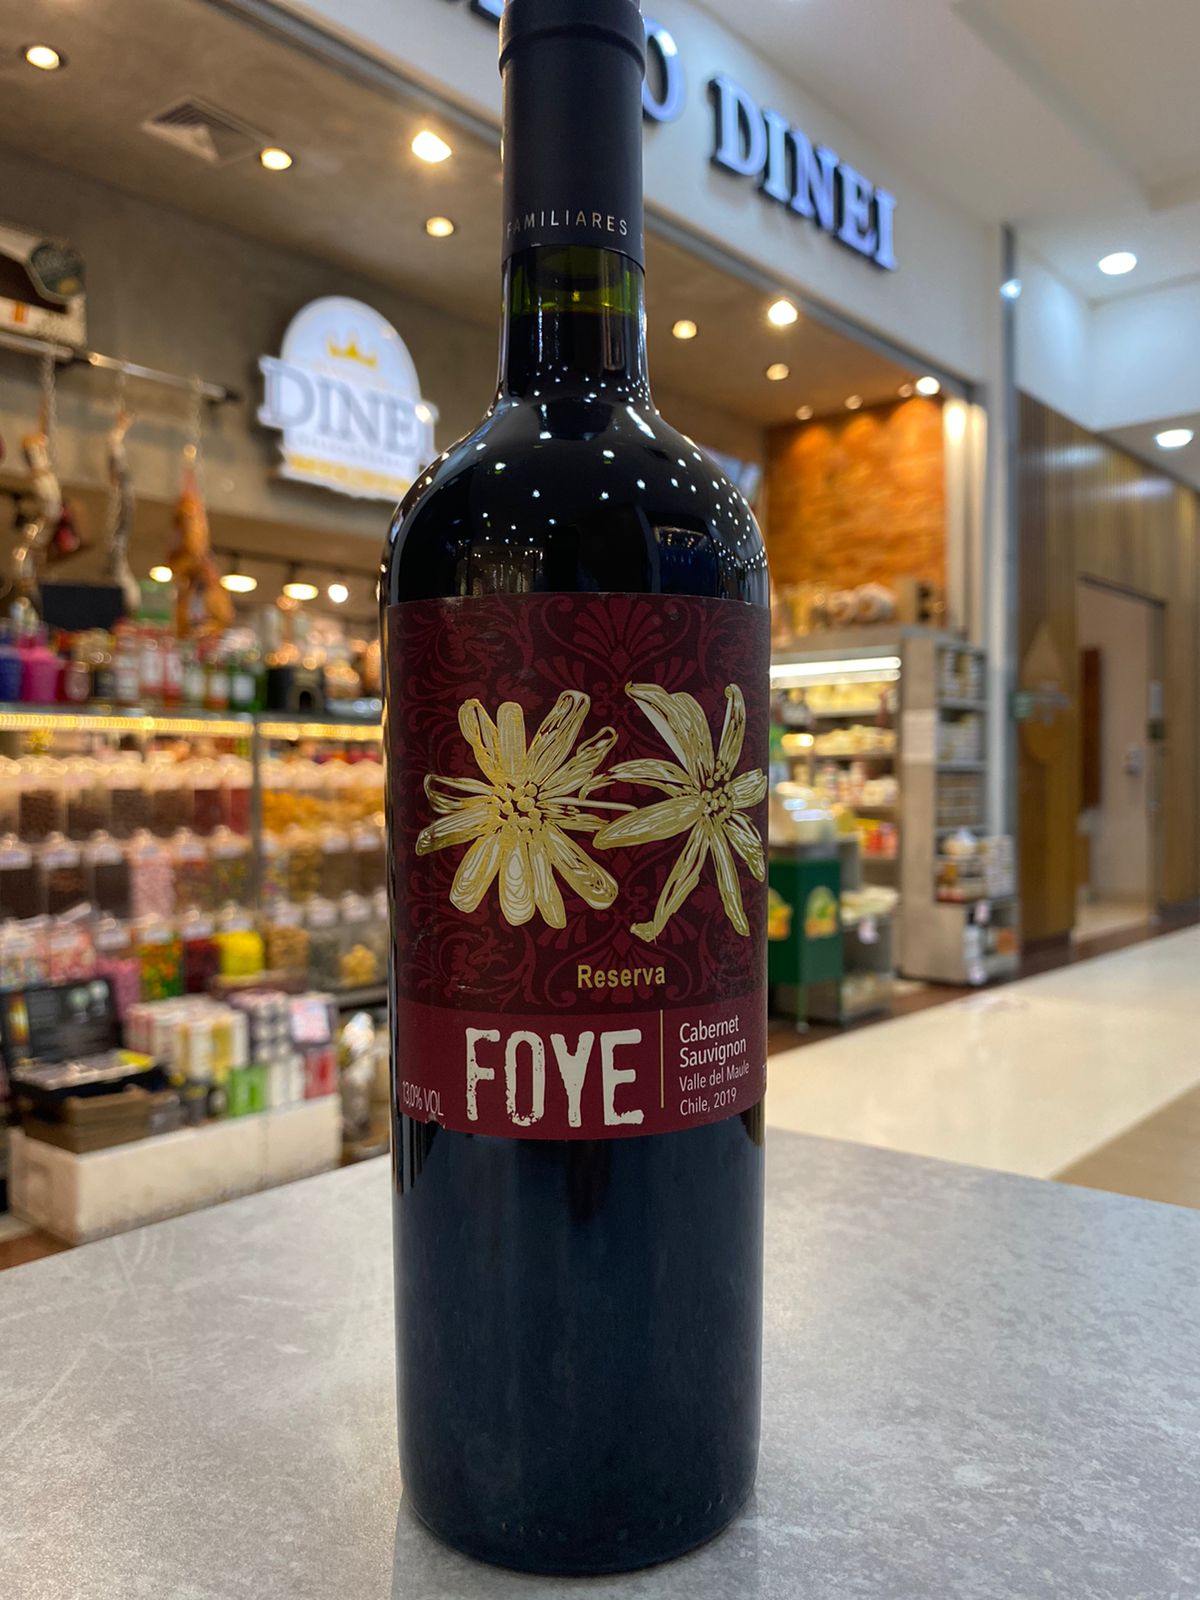 O DINEI
DINEI
FAMILIARES
Reserva
FOYE
Cabernet
Sauvignon
Valle del Maule
Chile, 2019
13,0% VOL